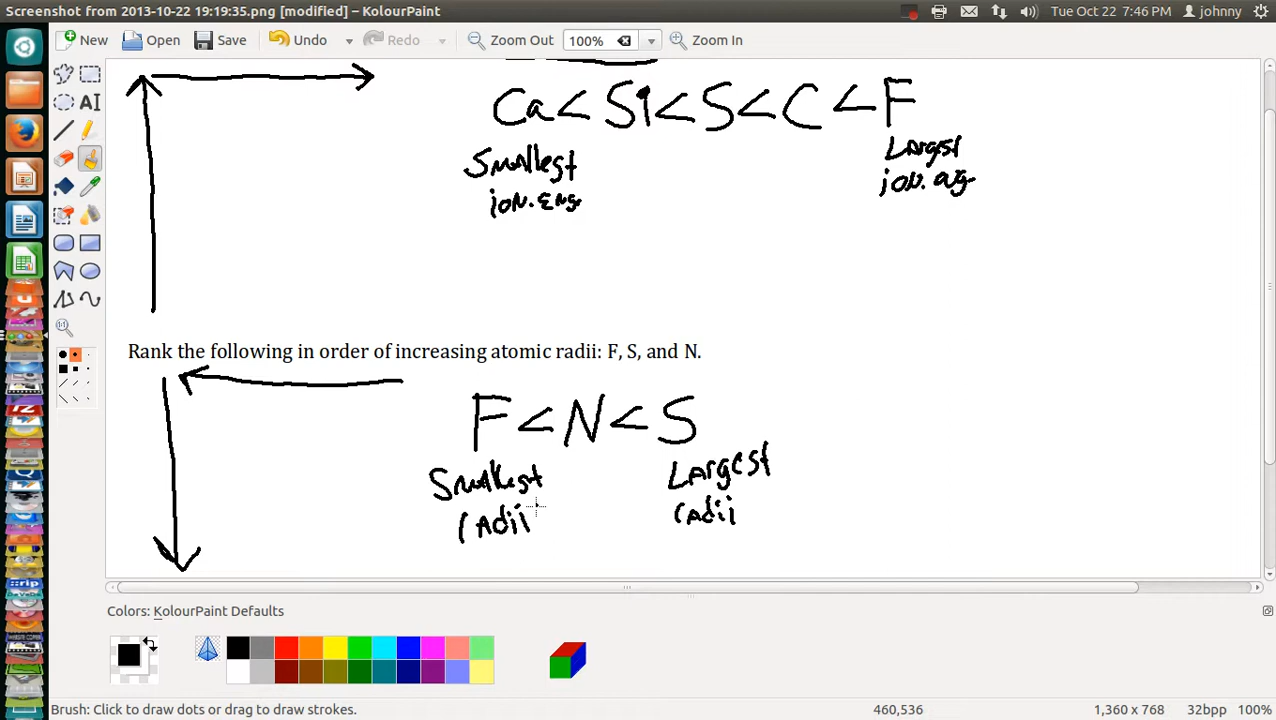 Screenshot from 2013-10-22 19:19:35.png [modified] - KolourPaint
Tue Oct 22 7:46 PM
johnny
New
Open
Save
Undo
Redo
Zoom Out
100%
Zoom In
Ca < Si < S < C < F
Smallest
ion. Eng.
Largest
ion.
Rank the following in order of increasing atomic radii: F, S, and N.
F < N < S
Smallest
radii
Largest
radii
Colors: KolourPaint Defaults
Brush: Click to draw dots or drag to draw strokes.
460,536
1,360 x 768
32bpp
100%